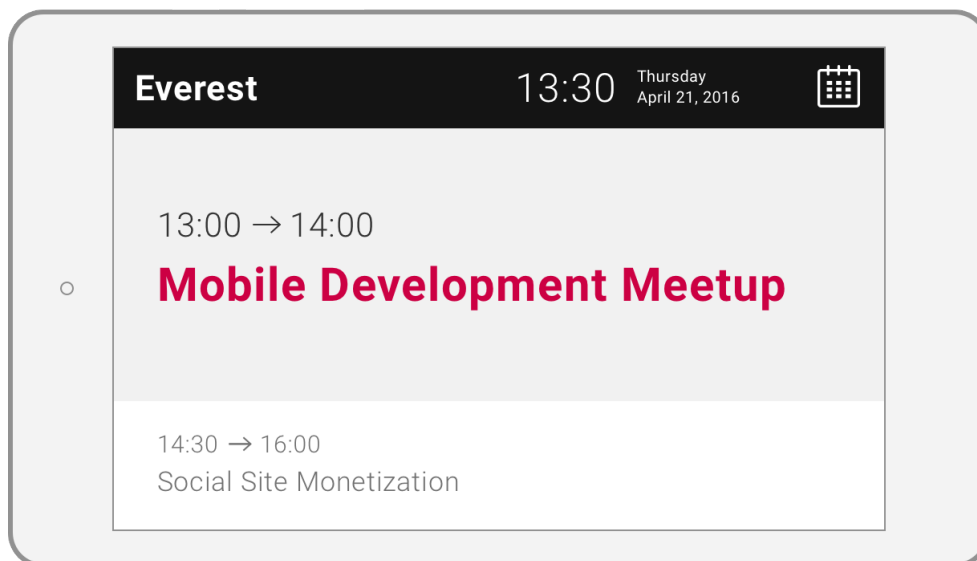 Everest
13:30
Thursday
April 21, 2016
13:00 → 14:00
Mobile Development Meetup
14:30 → 16:00
Social Site Monetization